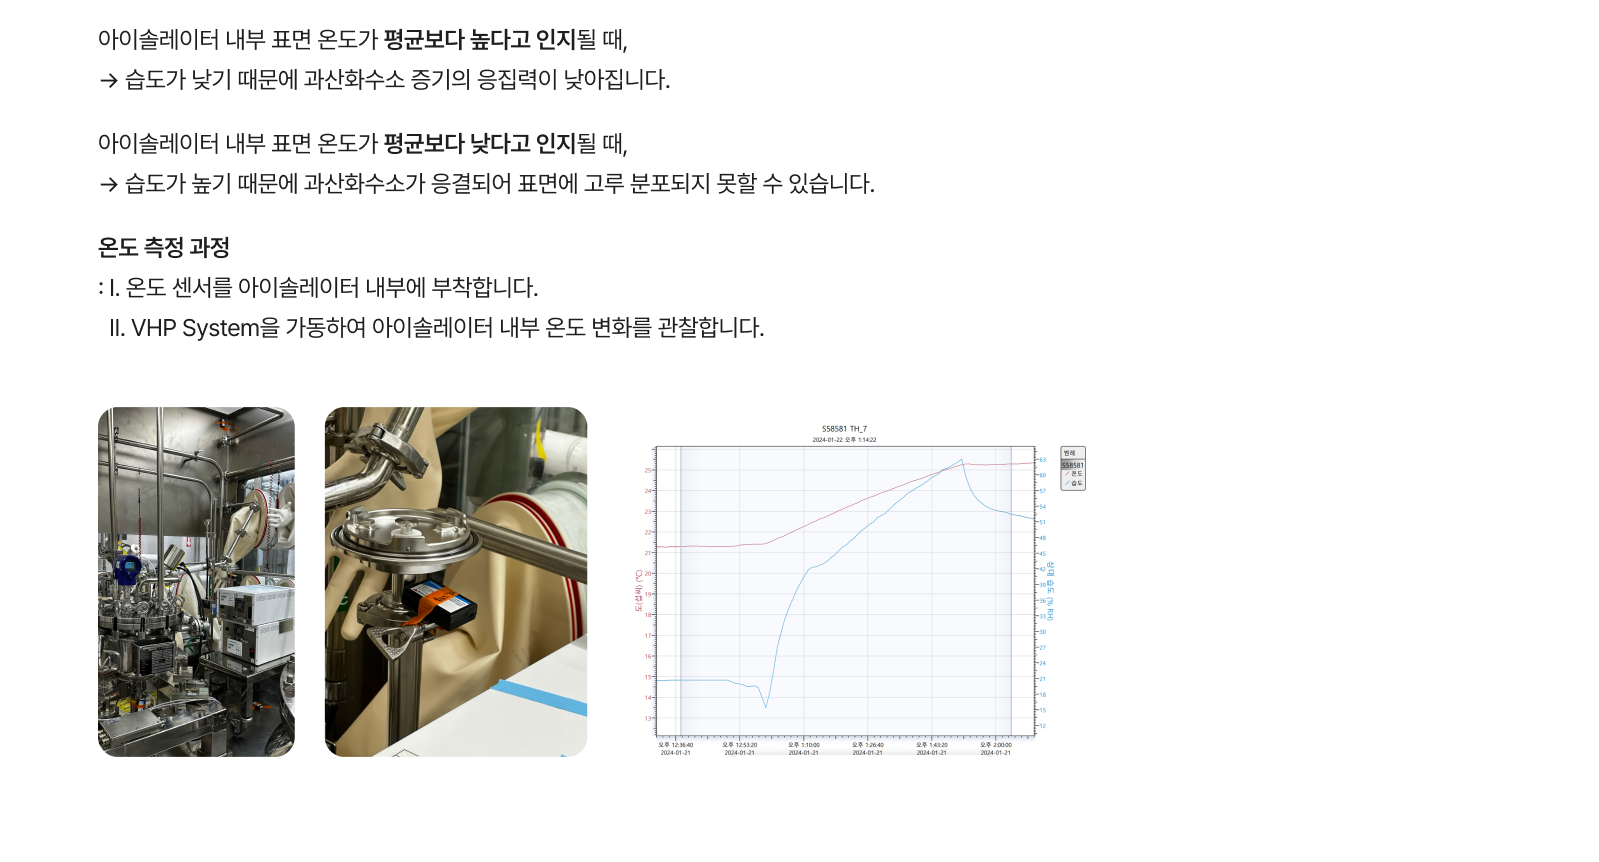 아이솔레이터 내부 표면 온도가 평균보다 높다고 인지될 때,
→ 습도가 낮기 때문에 과산화수소 증기의 응집력이 낮아집니다.
아이솔레이터 내부 표면 온도가 평균보다 낮다고 인지될 때,
→ 습도가 높기 때문에 과산화수소가 응결되어 표면에 고루 분포되지 못할 수 있습니다.
온도 측정 과정
: I. 온도 센서를 아이솔레이터 내부에 부착합니다.
II. VHP System을 가동하여 아이솔레이터 내부 온도 변화를 관찰합니다.
S58581 TH_7
2024-01-22 오후 1:14:22
범례
S58581
온도
습도
도(섭씨) (°C)
25
24
23
22
21
20
19
18
17
16
15
14
13
63
60
57
54
51
48
45
42
39
36
33
30
27
24
21
18
15
12
상대 습도 (%RH)
오후 12:36:40 오후 12:53:20 오후 1:10:00 오후 1:26:40 오후 1:43:20 오후 2:00:00
2024-01-21 2024-01-21 2024-01-21 2024-01-21 2024-01-21 2024-01-21